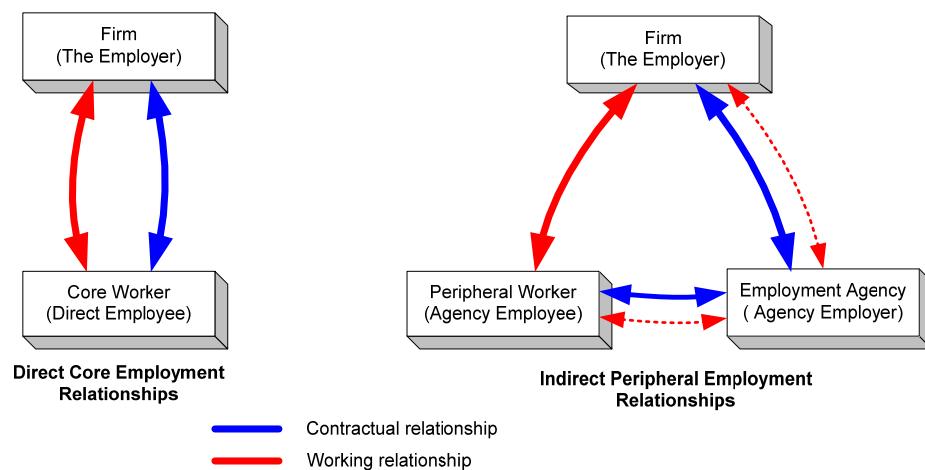 Firm
(The Employer)
Core Worker
(Direct Employee)
Direct Core Employment
Relationships
Firm
(The Employer)
Peripheral Worker
(Agency Employee)
Employment Agency
( Agency Employer)
Indirect Peripheral Employment
Relationships
Contractual relationship
Working relationship